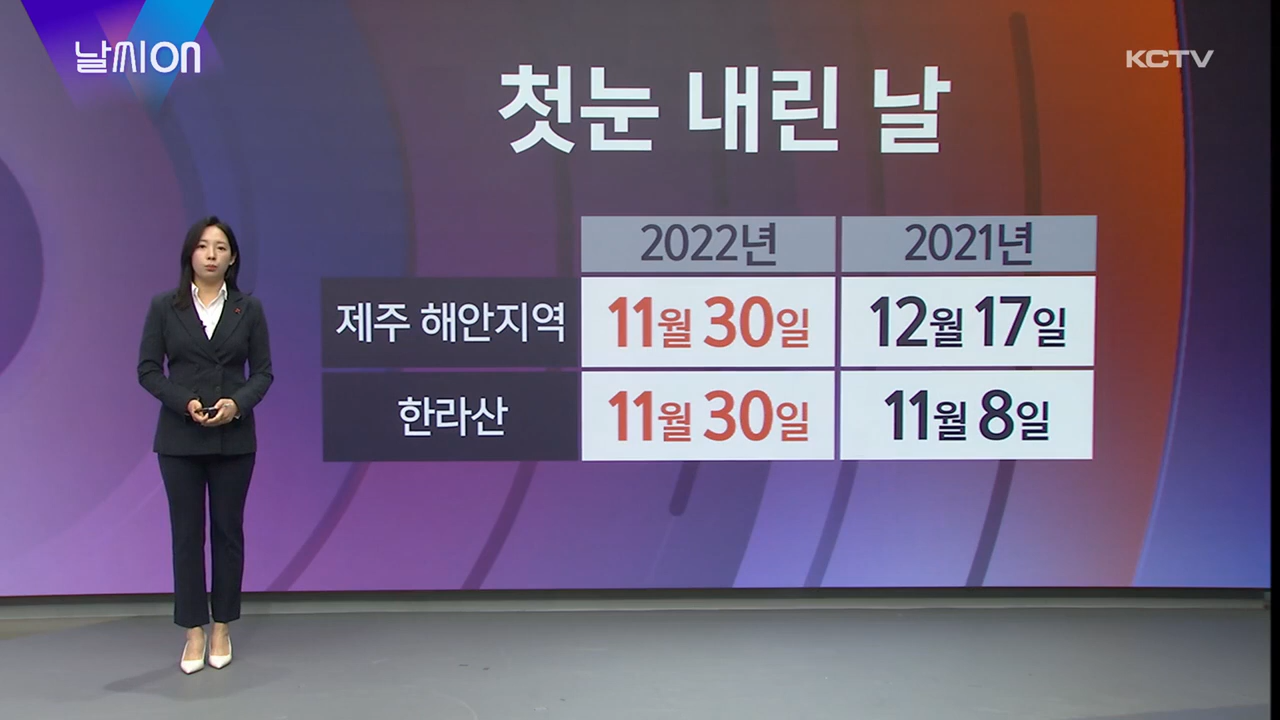 날씨ON
KCTV
첫눈 내린 날
2022년 2021년
제주 해안지역 11월 30일 12월 17일
한라산 11월 30일 11월 8일